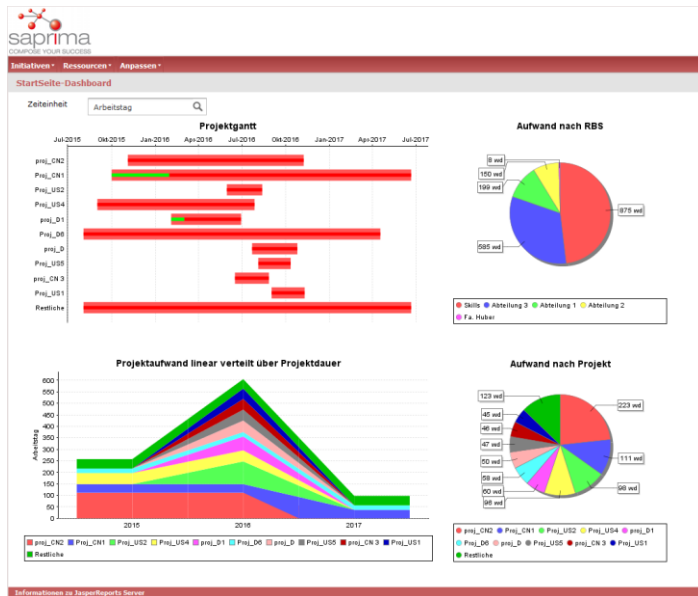 saprima
COMPOSE YOUR SUCCESS
Initiativen Ressourcen Anpassen
StartSeite-Dashboard
Zeiteinheit Arbeitstag
Projektgantt
Jul-2015 Okt-2015 Jan-2016 Apr-2016 Jul-2016 Okt-2016 Jan-2017 Apr-2017 Jul-2017
proj_CN2
Proj_CN1
Proj_US2
Proj_US4
proj_D1
Proj_D6
proj_D
Proj_US5
proj_CN 3
Proj_US1
Restliche
Aufwand nach RBS
8 wd
150 wd
199 wd
875 wd
585 wd
Skills Abteilung 3 Abteilung 1 Abteilung 2
Fa. Huber
Projektaufwand linear verteilt über Projektdauer
Arbeitstag
600
550
500
450
400
350
300
250
200
150
100
50
0
2015 2016 2017
proj_CN2 Proj_CN1 Proj_US2 Proj_US4 proj_D1 Proj_D6 proj_D Proj_US5 proj_CN 3 Proj_US1
Restliche
Aufwand nach Projekt
123 wd
223 wd
45 wd
46 wd
47 wd
111 wd
50 wd
58 wd
98 wd
60 wd
96 wd
proj_CN2 Proj_CN1 Proj_US2 Proj_US4 proj_D1
Proj_D6 proj_D Proj_US5 proj_CN 3 Proj_US1
Restliche
Informationen zu JasperReports Server